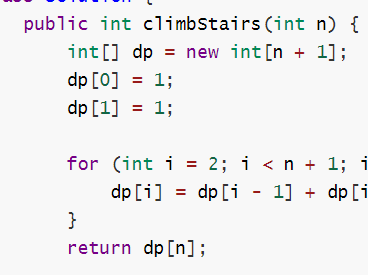 public int climbStairs(int n) {
int[] dp = new int[n + 1];
dp[0] = 1;
dp[1] = 1;
for (int i = 2; i < n + 1; i
dp[i] = dp[i - 1] + dp[i
}
return dp[n];